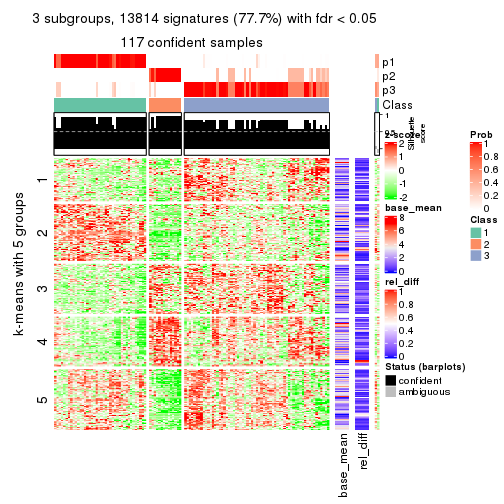 3 subgroups, 13814 signatures (77.7%) with fdr < 0.05
117 confident samples
p1
p2
p3
Class
1
0.5
0
Silhouette
score
k-means with 5 groups
1
2
3
4
5
base_mean
rel_diff
z-score
2
1
0
-1
-2
base_mean
8
6
4
2
0
rel_diff
1
0.8
0.6
0.4
0.2
0
Status (barplots)
confident
ambiguous
Prob
1
0.8
0.6
0.4
0.2
0
Class
1
2
3